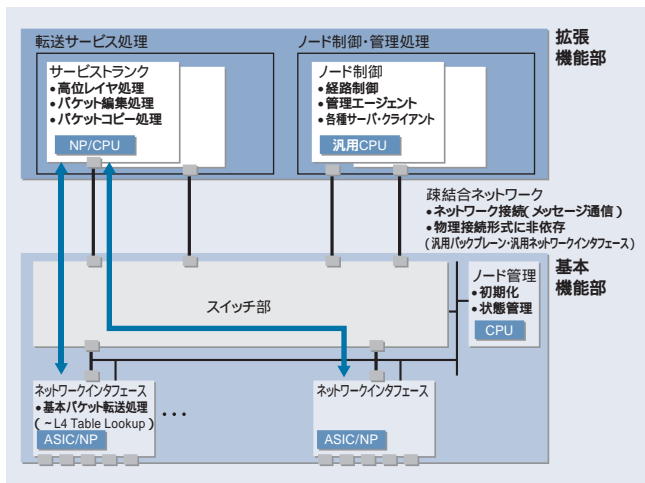 転送サービス処理
ノード制御・管理処理
拡張
機能部
サービストランク
•高位レイヤ処理
•パケット編集処理
•パケットコピー処理
NP/CPU
ノード制御
•経路制御
•管理エージェント
•各種サーバ・クライアント
汎用CPU
疎結合ネットワーク
•ネットワーク接続(メッセージ通信)
•物理接続形式に非依存
(汎用バックプレーン・汎用ネットワークインタフェース)
基本
機能部
スイッチ部
ノード管理
•初期化
•状態管理
CPU
ネットワークインタフェース
•基本パケット転送処理
(~L4 Table Lookup)
ASIC/NP
・・・
ネットワークインタフェース
ASIC/NP